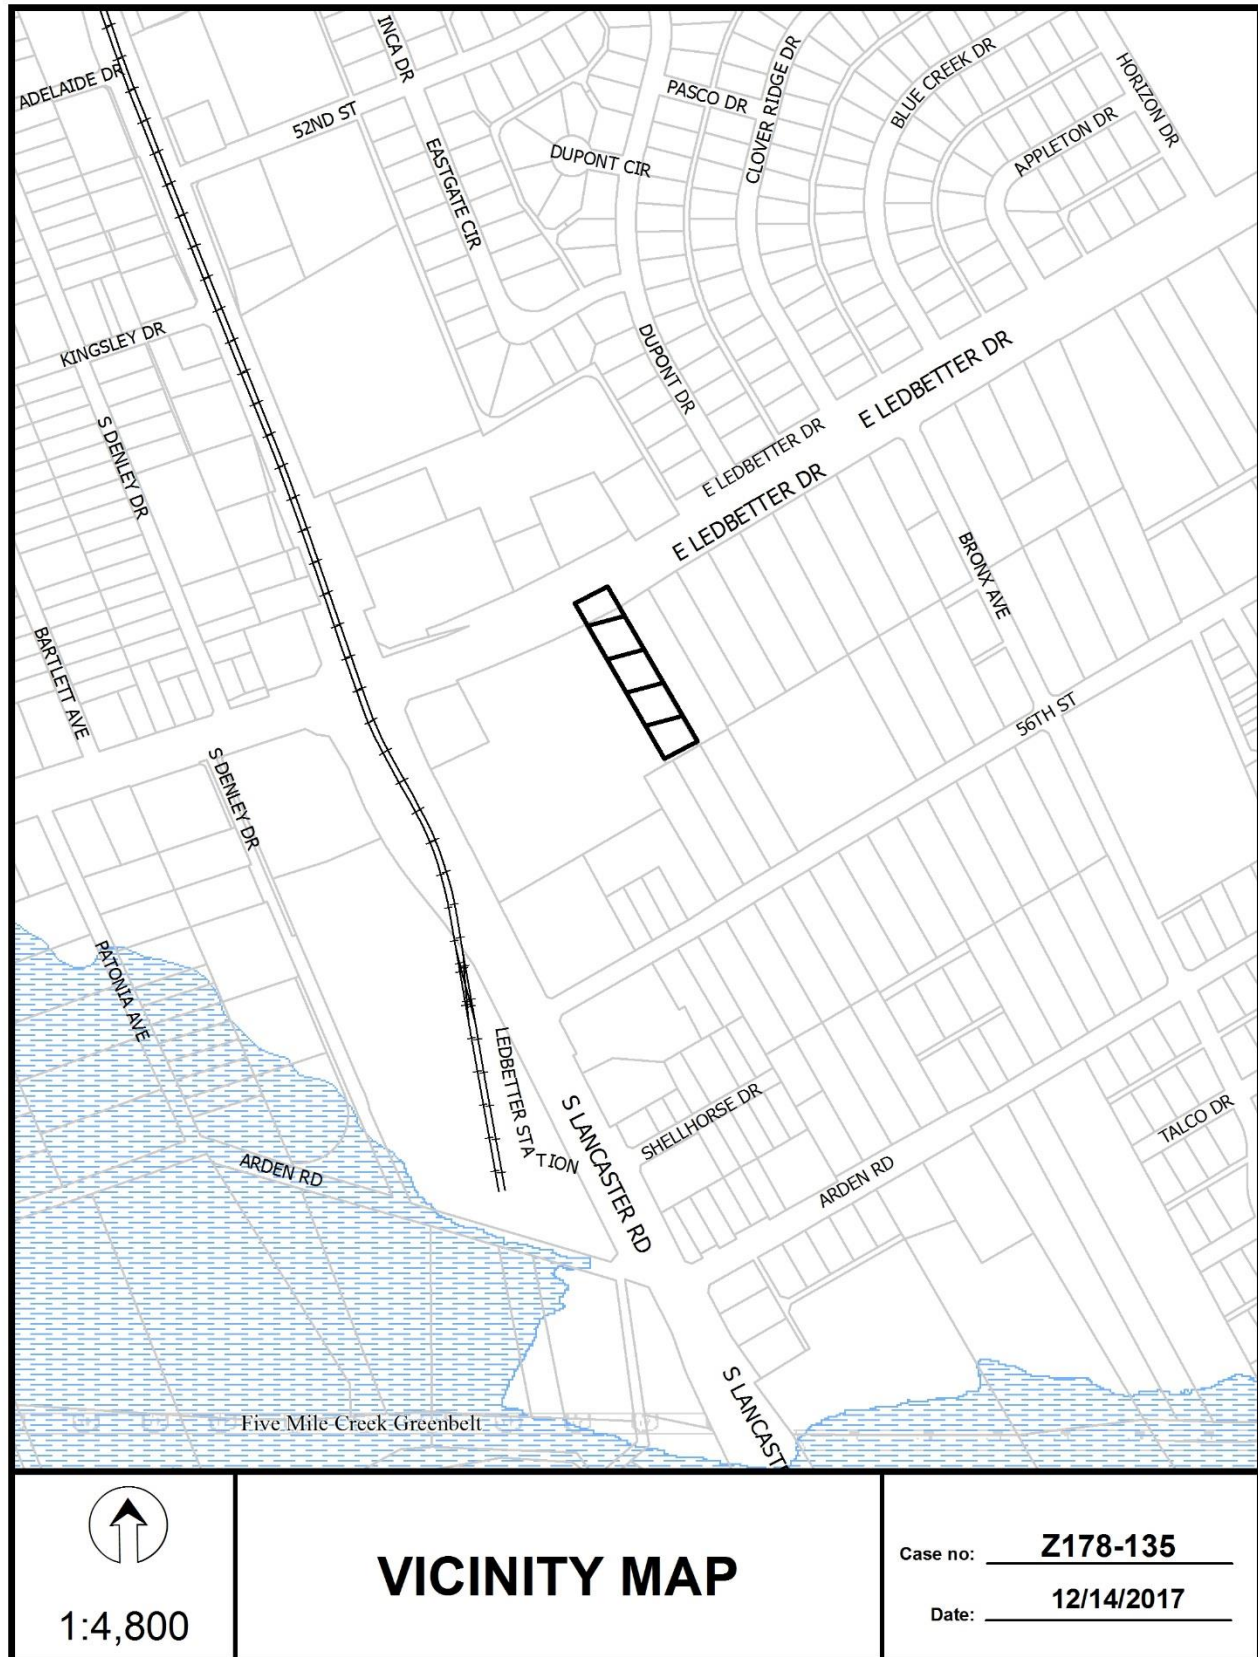 INCA DR
HORIZON DR
ADELAIDE DR
52ND ST
PASCO DR
CLOVER RIDGE DR
BLUE CREEK DR
APPLETON DR
EASTGATE CIR
DUPONT CIR
KINGSLEY DR
DUPONT DR
E LEDBETTER DR
S DENLEY DR
E LEDBETTER DR
E LEDBETTER DR
BRONX AVE
BARTLETT AVE
56TH ST
S DENLEY DR
PATONIA AVE
LEDBETTER STATION
S LANCASTER RD
SHELLHORSE DR
TALCO DR
ARDEN RD
ARDEN RD
S LANCAST
Five Mile Creek Greenbelt
1:4,800
VICINITY MAP
Case no: Z178-135
Date: 12/14/2017